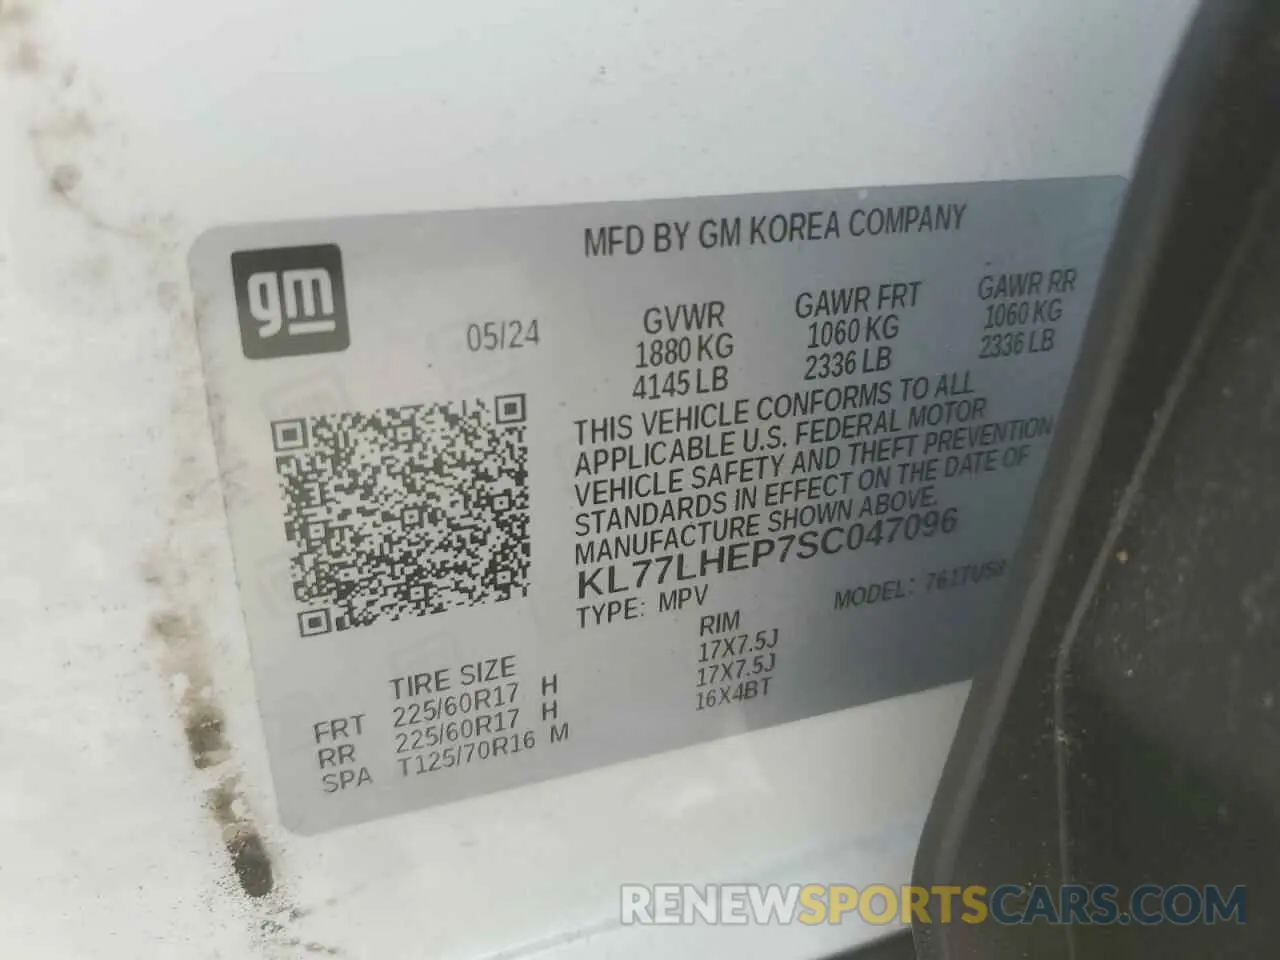 gm
MFD BY GM KOREA COMPANY
05/24
GVWR GAWR FRT GAWR RR
1880 KG 1060 KG 1060 KG
4145 LB 2336 LB 2336 LB
THIS VEHICLE CONFORMS TO ALL
APPLICABLE U.S. FEDERAL MOTOR
VEHICLE SAFETY AND THEFT PREVENTION
STANDARDS IN EFFECT ON THE DATE OF
MANUFACTURE SHOWN ABOVE.
KL77LHEP7SC047096
TYPE: MPV MODEL: 761TU58
TIRE SIZE RIM
FRT 225/60R17 H 17X7.5J
RR 225/60R17 H 17X7.5J
SPA T125/70R16 M 16X4BT
RENEWSPORTSCARS.COM